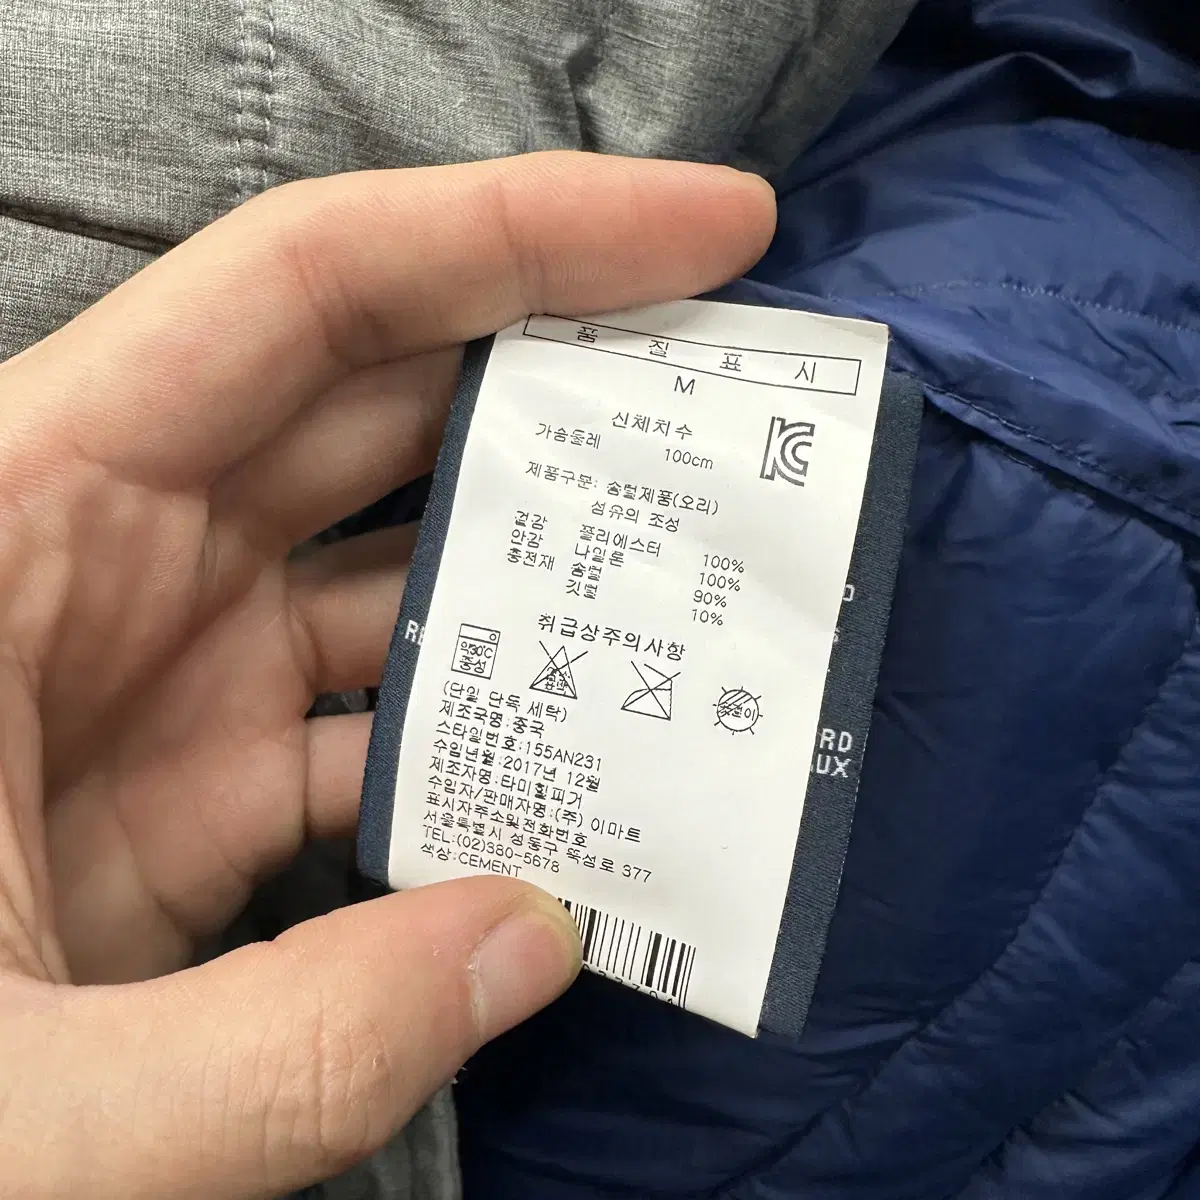 품 질 표 시
M
신체치수
가슴둘레 100cm
제품구분: 솜털제품(오리)
섬유의 조성
겉감 폴리에스터 100%
안감 나일론 100%
충전재 솜털 90%
깃털 10%
취급상주의사항
약30℃
중성
(단일 단독 세탁)
제조국명:중국
스타일번호:155AN231
수입년월:2017년 12월
제조자명:타미힐피거
수입자/판매자명:(주) 이마트
표시자주소및전화번호
서울특별시 성동구 뚝섬로 377
TEL:(02)380-5678
색상:CEMENT
RD
UX